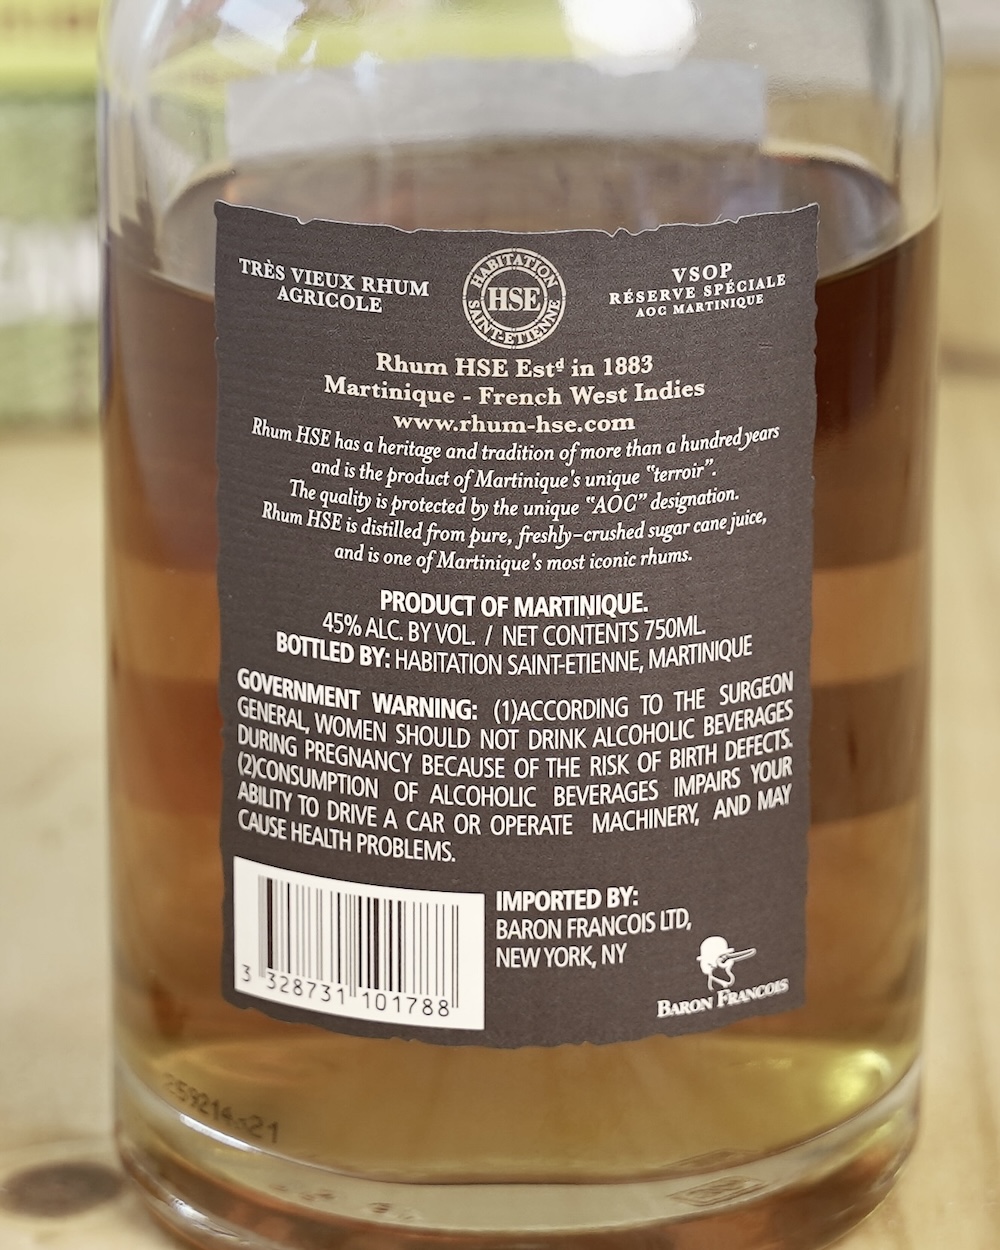 TRÈS VIEUX RHUM
AGRICOLE
HABITATION
HSE
SAINT-ETIENNE
VSOP
RÉSERVE SPÉCIALE
AOC MARTINIQUE
Rhum HSE Estd in 1883
Martinique - French West Indies
www.rhum-hse.com
Rhum HSE has a heritage and tradition of more than a hundred years
and is the product of Martinique's unique "terroir".
The quality is protected by the unique "AOC" designation.
Rhum HSE is distilled from pure, freshly-crushed sugar cane juice,
and is one of Martinique's most iconic rhums.
PRODUCT OF MARTINIQUE.
45% ALC. BY VOL. / NET CONTENTS 750ML.
BOTTLED BY: HABITATION SAINT-ETIENNE, MARTINIQUE
GOVERNMENT WARNING: (1)ACCORDING TO THE SURGEON
GENERAL, WOMEN SHOULD NOT DRINK ALCOHOLIC BEVERAGES
DURING PREGNANCY BECAUSE OF THE RISK OF BIRTH DEFECTS.
(2)CONSUMPTION OF ALCOHOLIC BEVERAGES IMPAIRS YOUR
ABILITY TO DRIVE A CAR OR OPERATE MACHINERY, AND MAY
CAUSE HEALTH PROBLEMS.
3 328731 101788
IMPORTED BY:
BARON FRANCOIS LTD,
NEW YORK, NY
BARON FRANCOIS